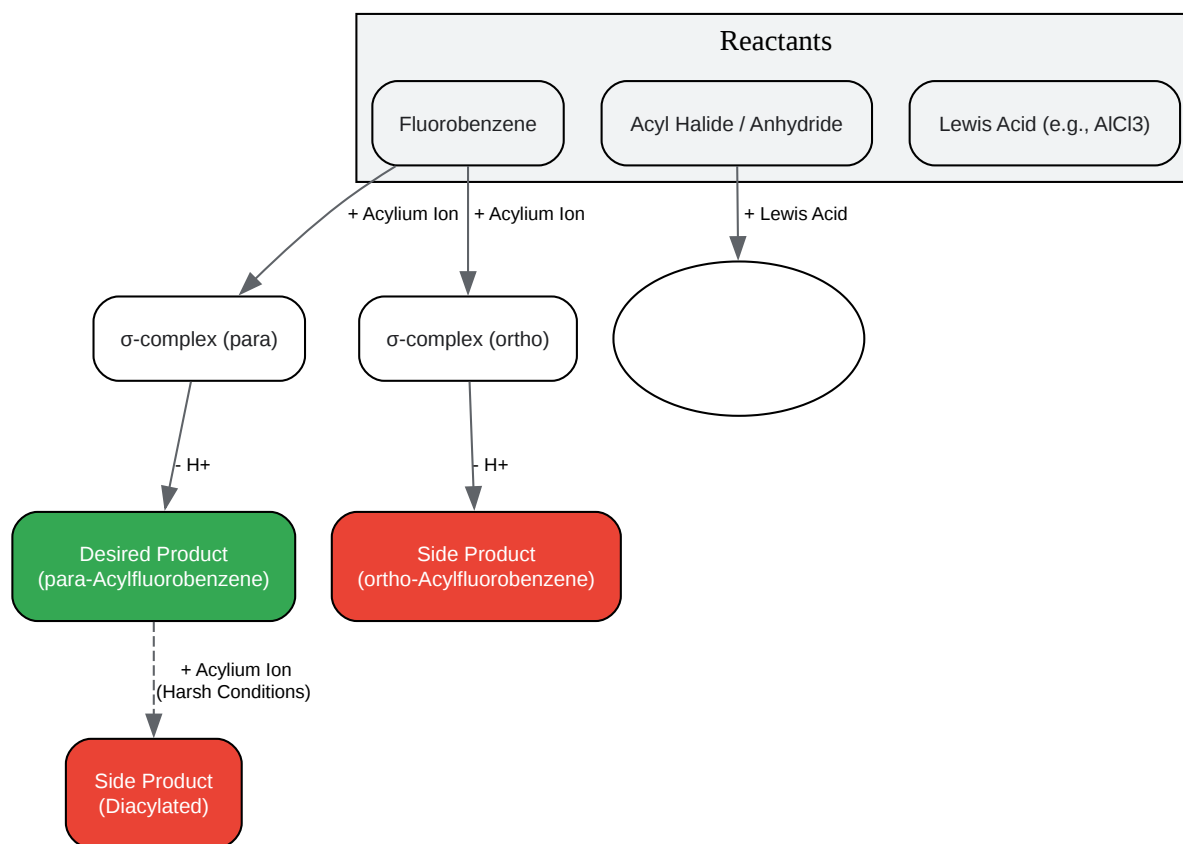 Reactants
Fluorobenzene
Acyl Halide / Anhydride
Lewis Acid (e.g., AlCl3)
+ Acylium Ion
+ Acylium Ion
+ Lewis Acid
σ-complex (para)
σ-complex (ortho)
- H+
- H+
Desired Product
(para-Acylfluorobenzene)
Side Product
(ortho-Acylfluorobenzene)
+ Acylium Ion
(Harsh Conditions)
Side Product
(Diacylated)